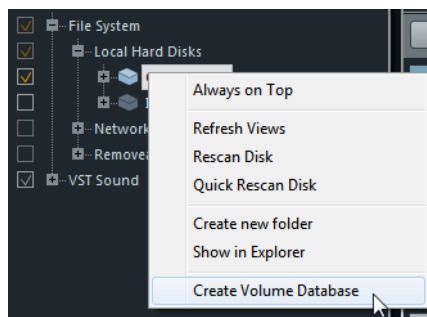 File System
Local Hard Disks
Always on Top
Network
Refresh Views
Rescan Disk
VST Sound
Quick Rescan Disk
Create new folder
Show in Explorer
Create Volume Database